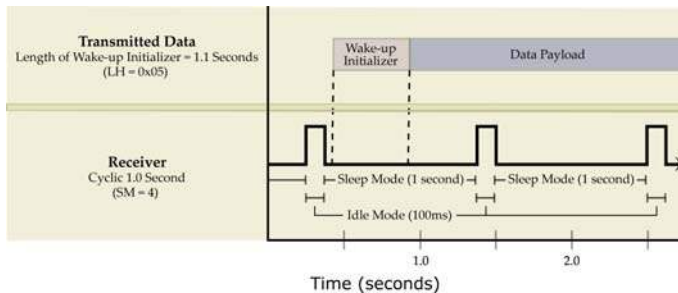 Transmitted Data
Length of Wake-up Initializer = 1.1 Seconds
(LH = 0x05)
Wake-up
Initializer
Data Payload
Receiver
Cyclic 1.0 Second
(SM = 4)
Sleep Mode (1 second)
Sleep Mode (1 second)
Idle Mode (100ms)
1.0
2.0
Time (seconds)